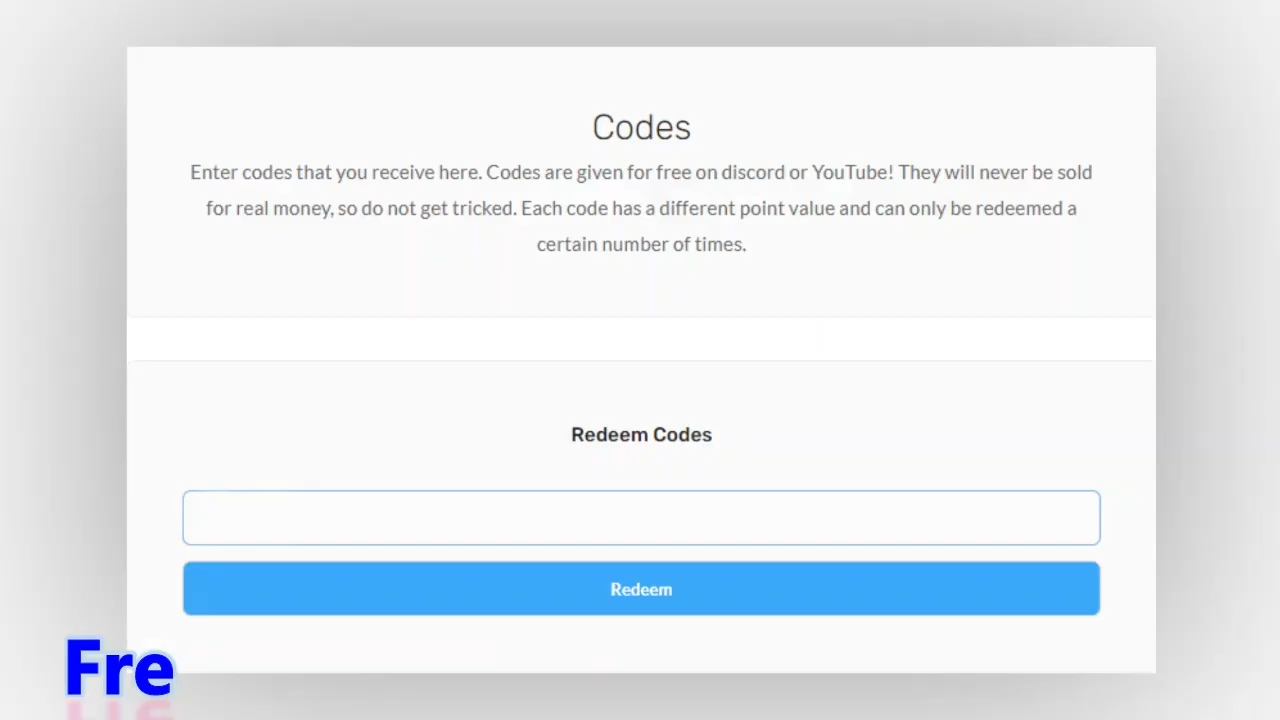 Codes
Enter codes that you receive here. Codes are given for free on discord or YouTube! They will never be sold
for real money, so do not get tricked. Each code has a different point value and can only be redeemed a
certain number of times.
Redeem Codes
Redeem
Fre